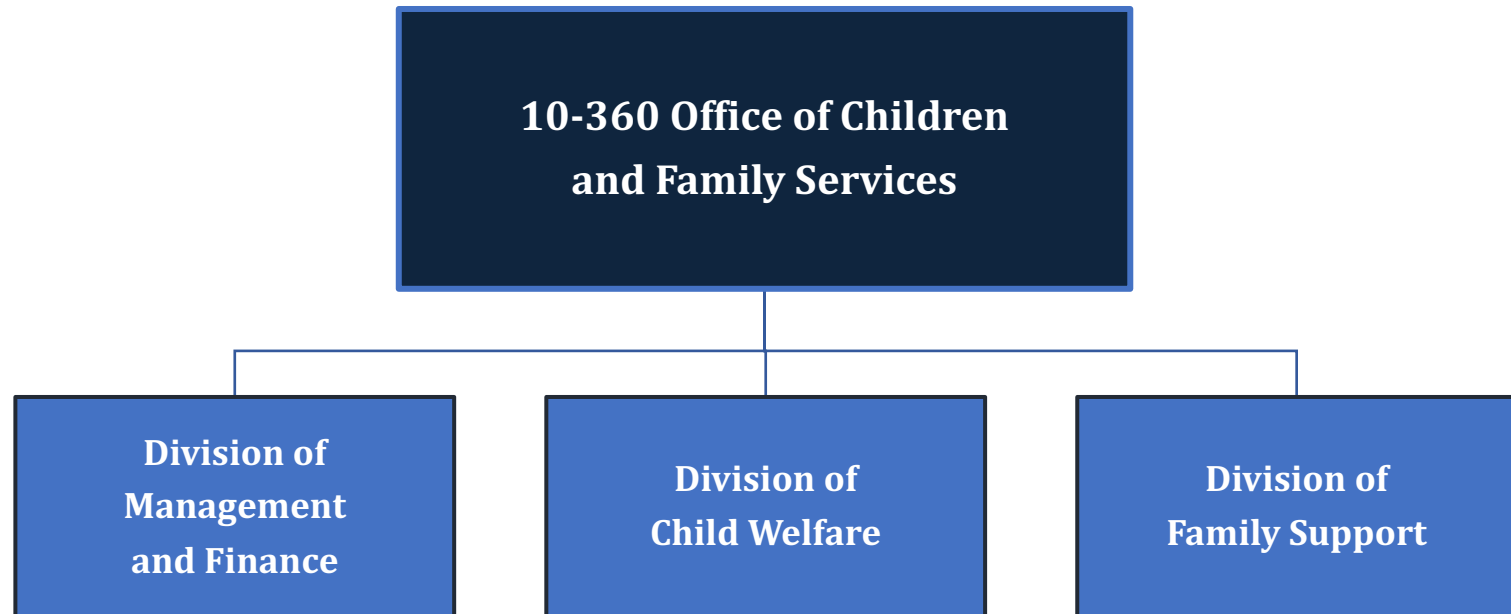 10-360 Office of Children
and Family Services
Division of
Management
and Finance
Division of
Child Welfare
Division of
Family Support